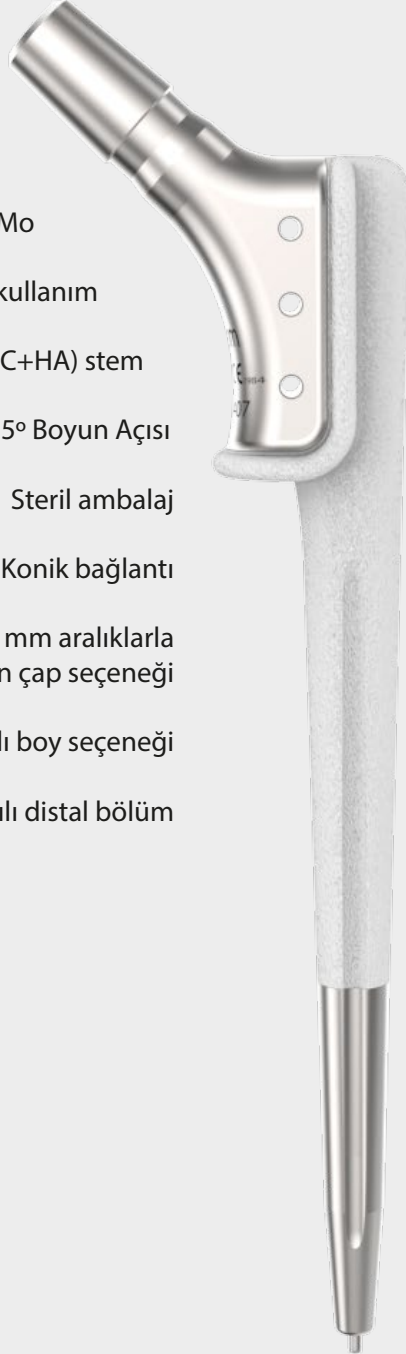 Mo
kullanım
C+HA) stem
5º Boyun Açısı
Steril ambalaj
Konik bağlantı
mm aralıklarla
n çap seçeneği
lı boy seçeneği
ılı distal bölüm